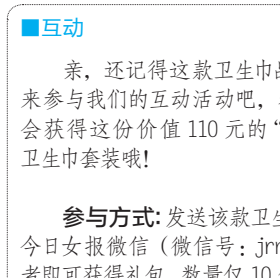 ■互动
亲，还记得这款卫生巾
来参与我们的互动活动吧，
会获得这份价值 110 元的“
卫生巾套装哦！
参与方式：发送该款卫生
今日女报微信（微信号：jrn
者即可获得礼包，数量仅 10